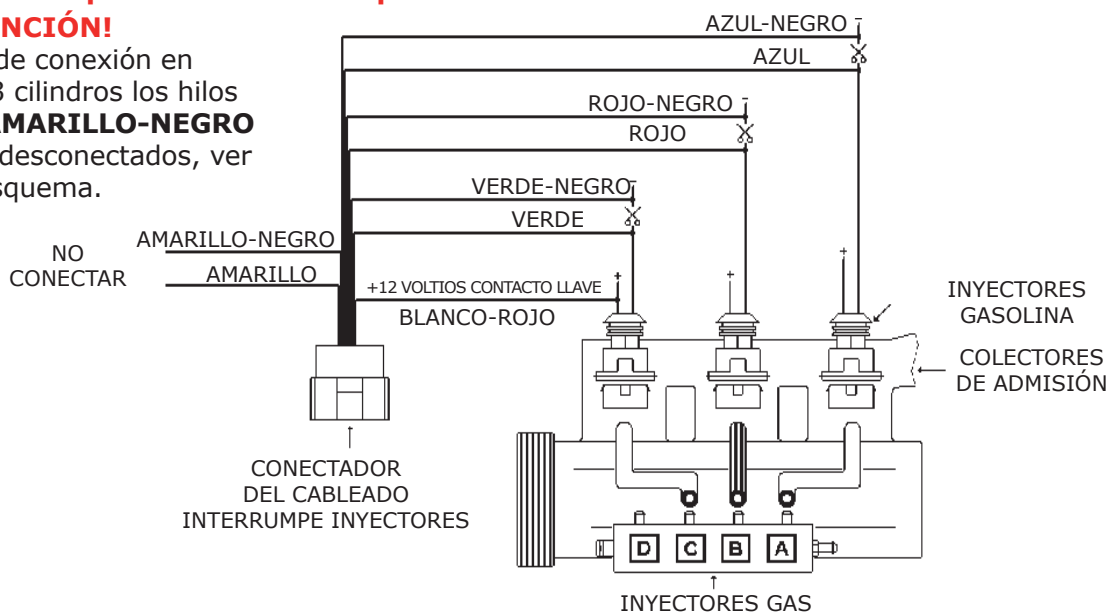 NCIÓN!
de conexión en
3 cilindros los hilos
AMARILLO-NEGRO
desconectados, ver
squema.
AZUL-NEGRO
AZUL
ROJO-NEGRO
ROJO
VERDE-NEGRO
VERDE
AMARILLO-NEGRO
NO
CONECTAR
AMARILLO
+12 VOLTIOS CONTACTO LLAVE
BLANCO-ROJO
INYECTORES
GASOLINA
COLECTORES
DE ADMISIÓN
CONECTADOR
DEL CABLEADO
INTERRUMPE INYECTORES
D C B A
INYECTORES GAS